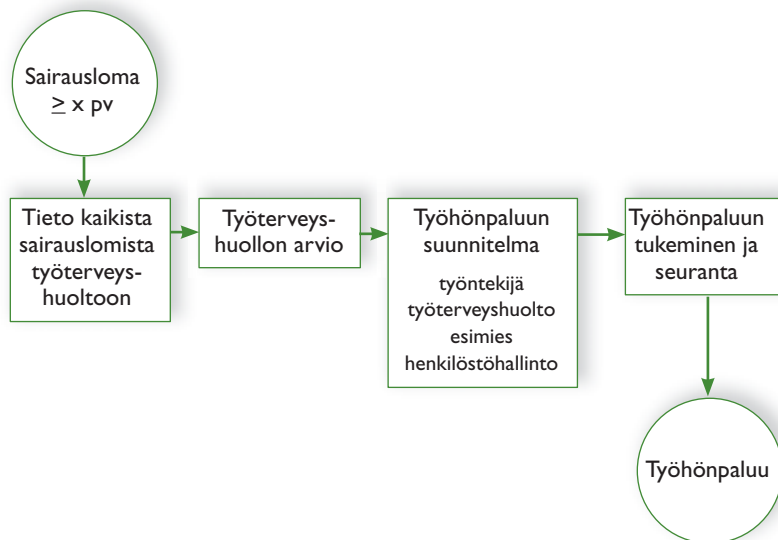 Sairausloma
≥ x pv
Tieto kaikista
sairauslomista
työterveys-
huoltoon
Työterveys-
huollon arvio
Työhönpaluun
suunnitelma
työntekijä
työterveyshuolto
esimies
henkilöstöhallinto
Työhönpaluun
tukeminen ja
seuranta
Työhönpaluu